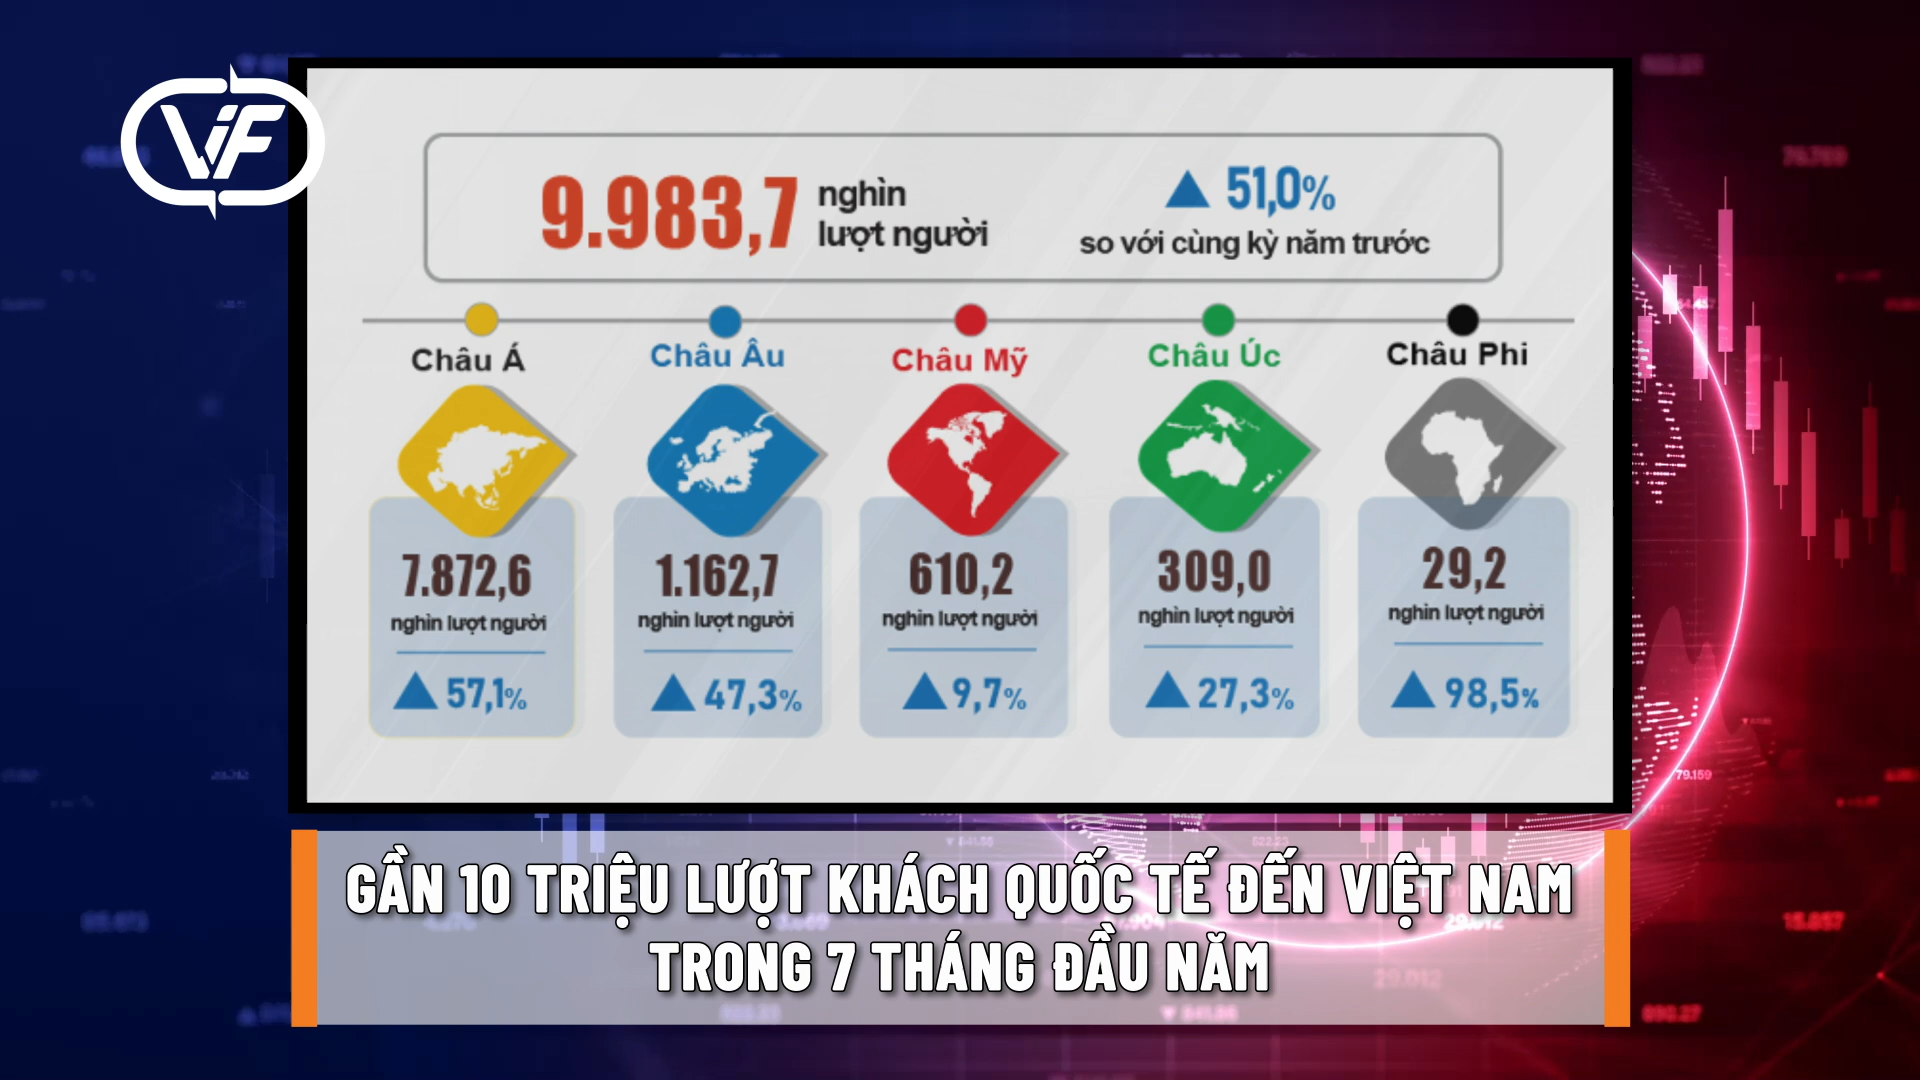 VIF
9.983,7 nghìn lượt người
▲ 51,0%
so với cùng kỳ năm trước
Châu Á
Châu Âu
Châu Mỹ
Châu Úc
Châu Phi
7.872,6
nghìn lượt người
▲ 57,1%
1.162,7
nghìn lượt người
▲ 47,3%
610,2
nghìn lượt người
▲ 9,7%
309,0
nghìn lượt người
▲ 27,3%
29,2
nghìn lượt người
▲ 98,5%
GẦN 10 TRIỆU LƯỢT KHÁCH QUỐC TẾ ĐẾN VIỆT NAM
TRONG 7 THÁNG ĐẦU NĂM
79.159